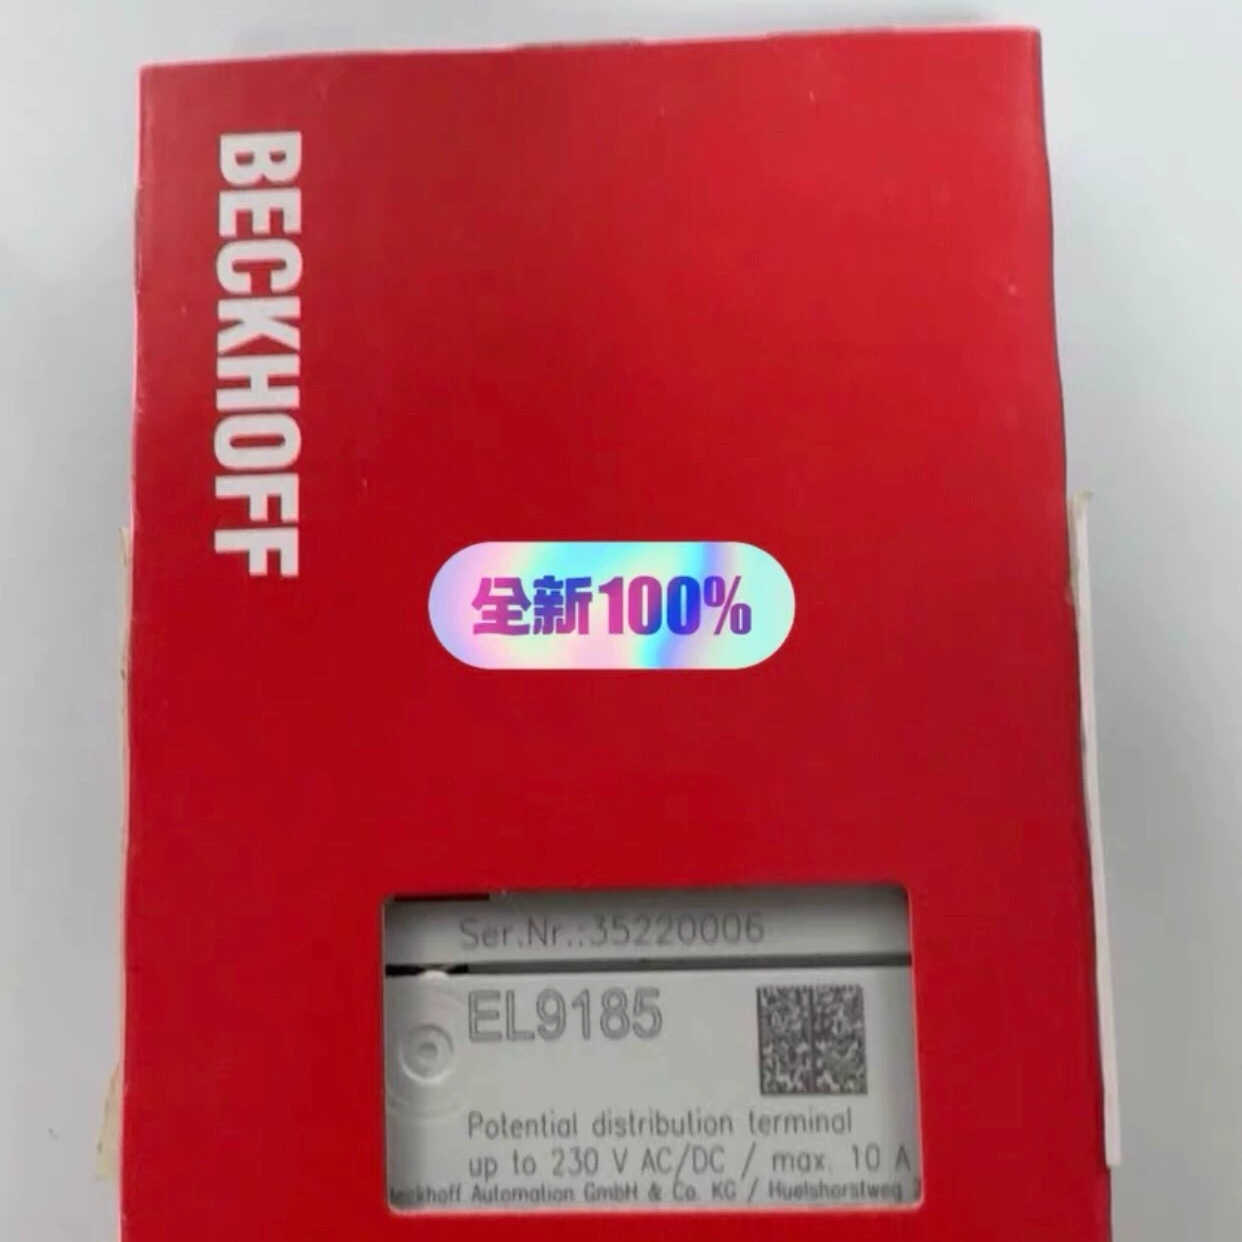 BECKHOFF
全新100%
Ser.Nr.:35220006
EL9185
Potential distribution terminal
up to 230 V AC/DC / max. 10 A
eckhoff Automation GmbH & Co. KG / Huelshorstweg